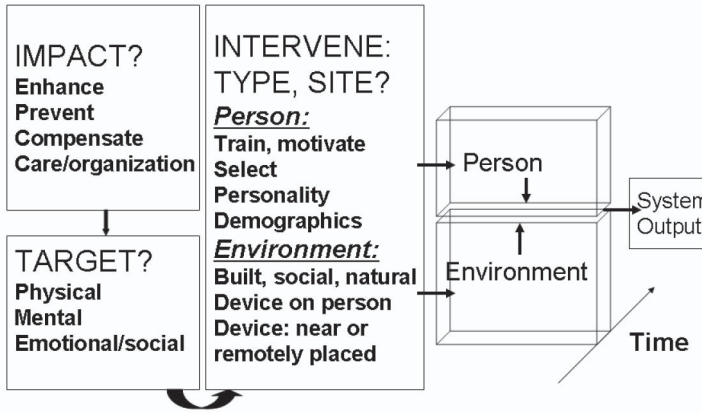 IMPACT?
Enhance
Prevent
Compensate
Care/organization
TARGET?
Physical
Mental
Emotional/social
INTERVENE:
TYPE, SITE?
Person:
Train, motivate
Select
Personality
Demographics
Environment:
Built, social, natural
Device on person
Device: near or
remotely placed
Person
Environment
System
Output
Time